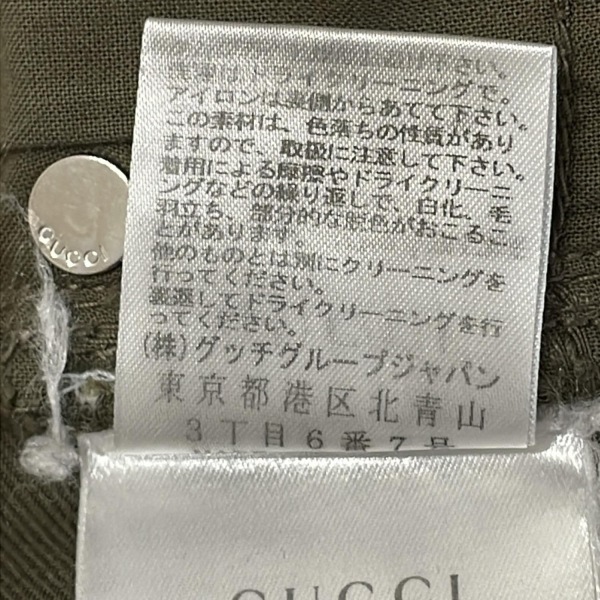 下さい。
洗濯はドライクリーニングで。
アイロンは裏側からあてて下さい。
この素材は、色落ちの性質があり
ますので、取扱に注意して下さい。
着用による摩擦やドライクリーニ
ングなどの繰り返しで、白化、毛
羽立ち、部分的な脱色がおこるこ
とがあります。
他のものとは別にクリーニングを
行ってください。
裏返してドライクリーニングを行
ってください。
(株)グッチグループジャパン
東京都港区北青山
3丁目6番7号
GUCCI
GUCCI